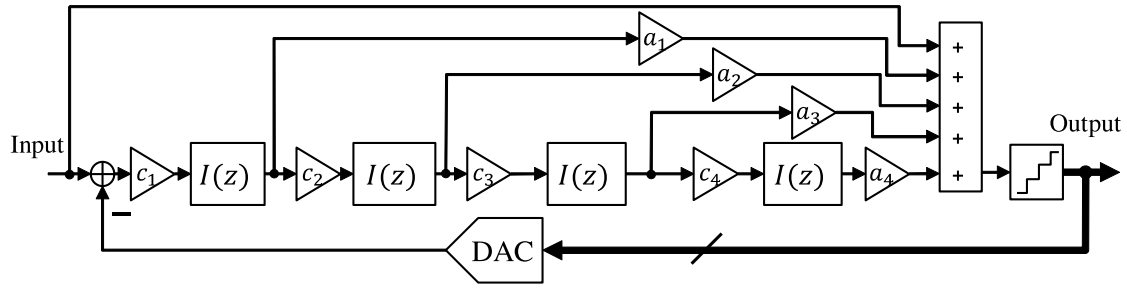 a₁
+
+
a₂
+
a₃
+
Input
Output
c₁
I(z)
c₂
I(z)
c₃
I(z)
c₄
I(z)
a₄
+
−
DAC